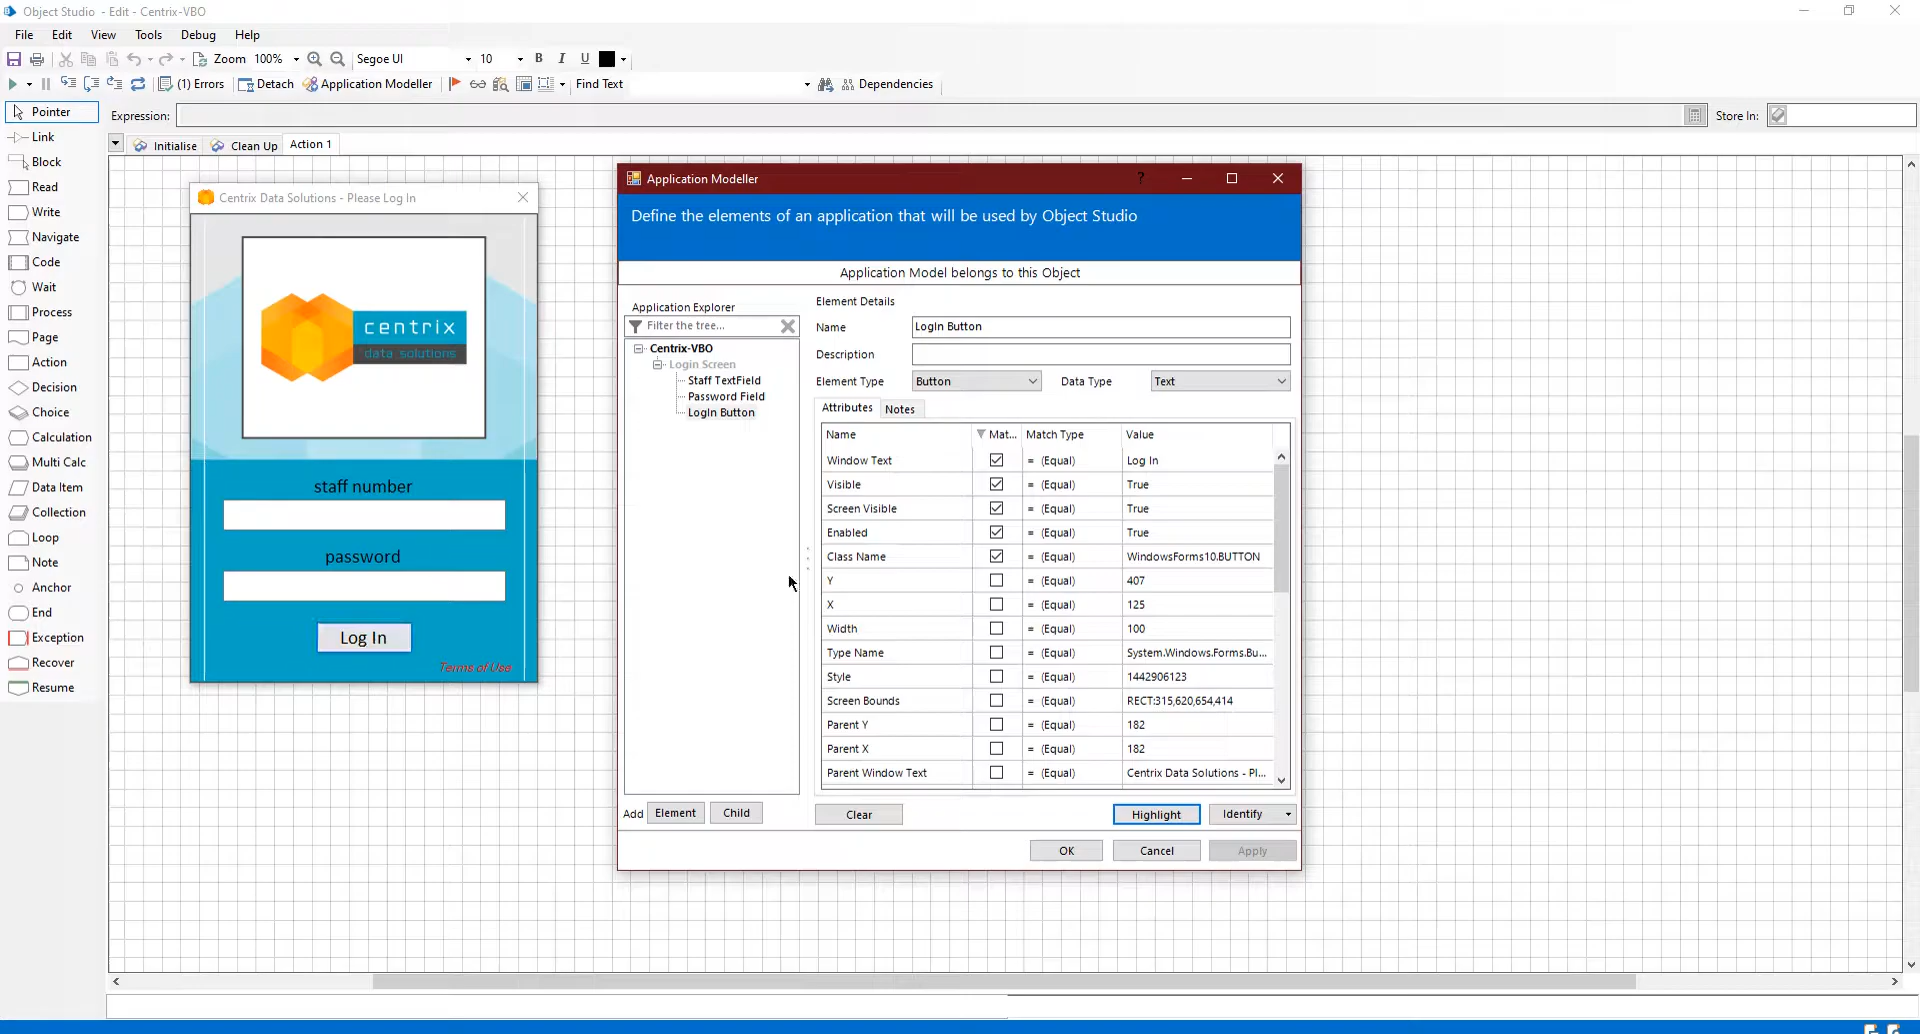 Object Studio - Edit - Centrix-VBO
File Edit View Tools Debug Help
Zoom 100% Segoe UI 10 B I U
(1) Errors Detach Application Modeller Find Text Dependencies
Pointer
Expression: Store In:
Link
Initialise Clean Up Action 1
Block
Read
Write
Navigate
Code
Wait
Process
Page
Action
Decision
Choice
Calculation
Multi Calc
Data Item
Collection
Loop
Note
Anchor
End
Exception
Recover
Resume
Centrix Data Solutions - Please Log In
centrix
data solutions
staff number
password
Log In
Terms of Use
Application Modeller ?
Define the elements of an application that will be used by Object Studio
Application Model belongs to this Object
Application Explorer
Filter the tree...
Centrix-VBO
Login Screen
Staff TextField
Password Field
LogIn Button
Add Element Child
Element Details
Name LogIn Button
Description
Element Type Button Data Type Text
Attributes Notes
Name Mat... Match Type Value
Window Text = (Equal) Log In
Visible = (Equal) True
Screen Visible = (Equal) True
Enabled = (Equal) True
Class Name = (Equal) WindowsForms10.BUTTON
Y = (Equal) 407
X = (Equal) 125
Width = (Equal) 100
Type Name = (Equal) System.Windows.Forms.Bu...
Style = (Equal) 1442906123
Screen Bounds = (Equal) RECT:315,620,654,414
Parent Y = (Equal) 182
Parent X = (Equal) 182
Parent Window Text = (Equal) Centrix Data Solutions - Pl...
Clear Highlight Identify
OK Cancel Apply